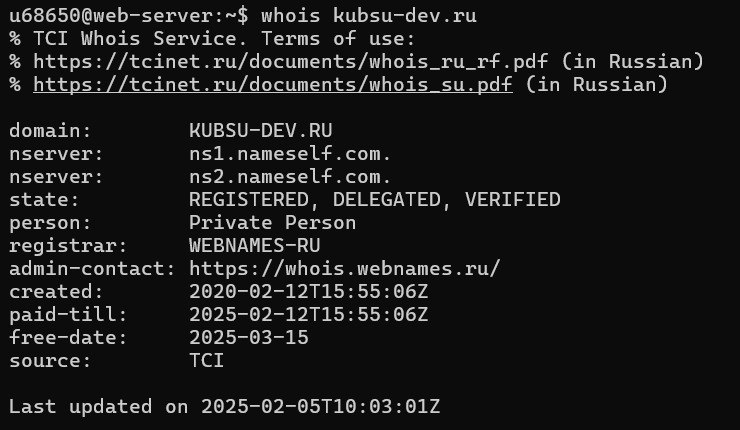 u68650@web-server:~$ whois kubsu-dev.ru
% TCI Whois Service. Terms of use:
% https://tcinet.ru/documents/whois_ru_rf.pdf (in Russian)
% https://tcinet.ru/documents/whois_su.pdf (in Russian)

domain:        KUBSU-DEV.RU
nserver:       ns1.nameself.com.
nserver:       ns2.nameself.com.
state:         REGISTERED, DELEGATED, VERIFIED
person:        Private Person
registrar:     WEBNAMES-RU
admin-contact: https://whois.webnames.ru/
created:       2020-02-12T15:55:06Z
paid-till:     2025-02-12T15:55:06Z
free-date:     2025-03-15
source:        TCI

Last updated on 2025-02-05T10:03:01Z